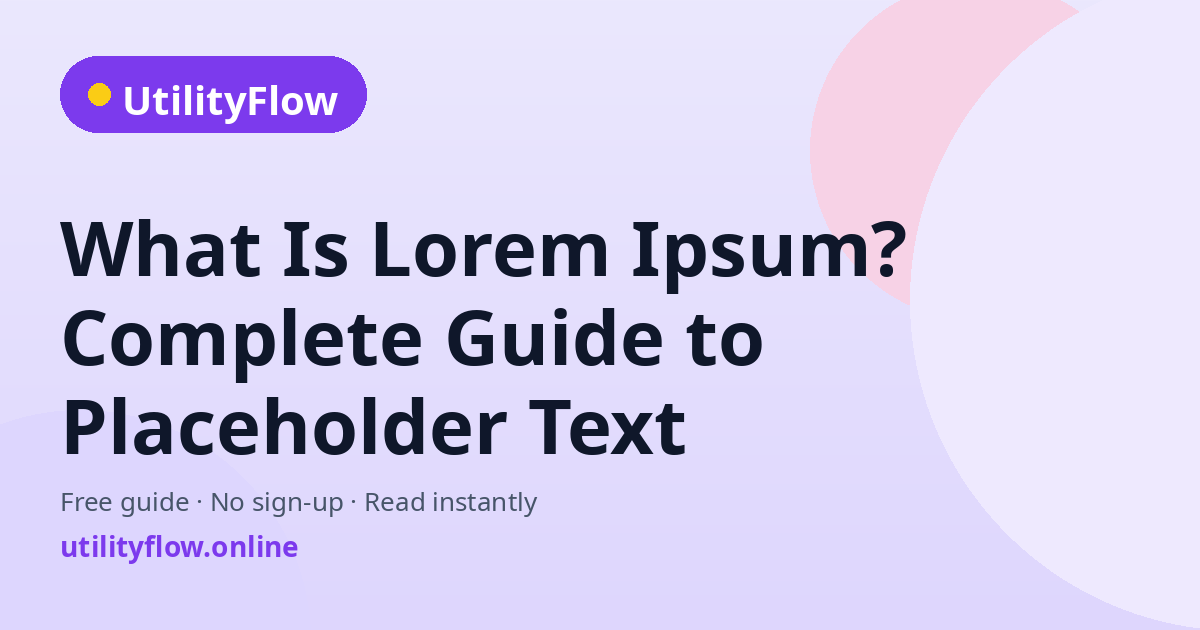 UtilityFlow
What Is Lorem Ipsum?
Complete Guide to
Placeholder Text
Free guide · No sign-up · Read instantly
utilityflow.online